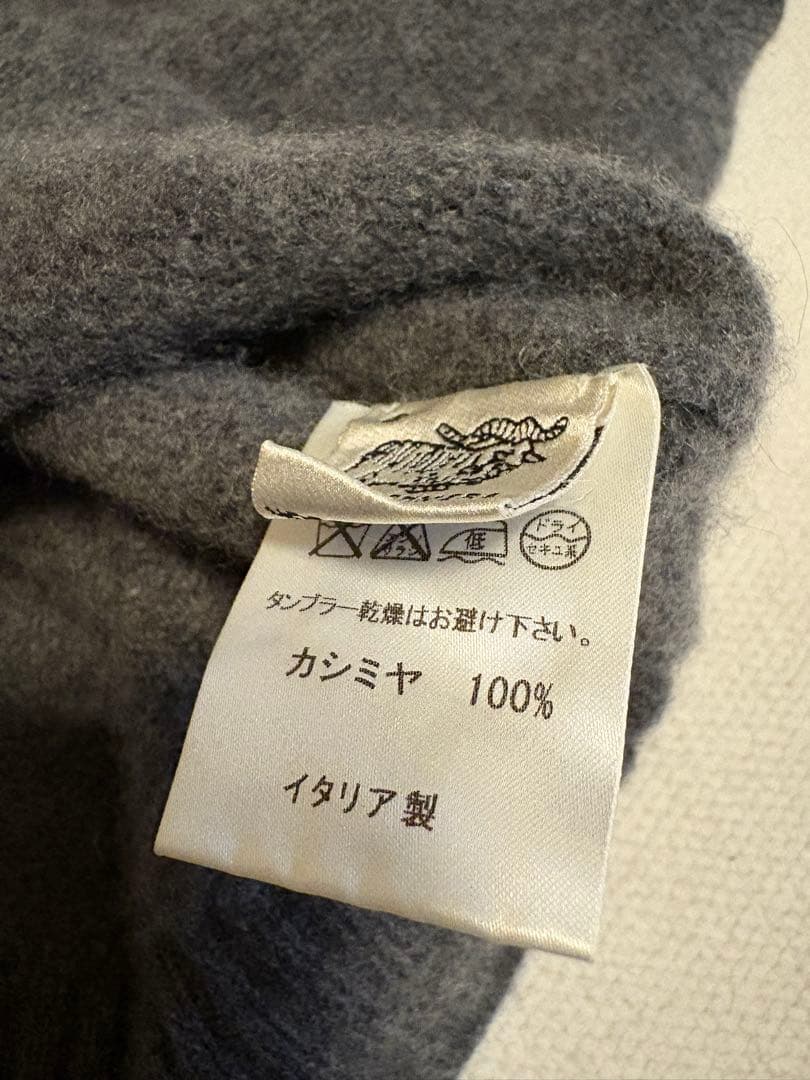 低 ドライ
セキユ系
タンブラー乾燥はお避け下さい。
カシミヤ 100%
イタリア製